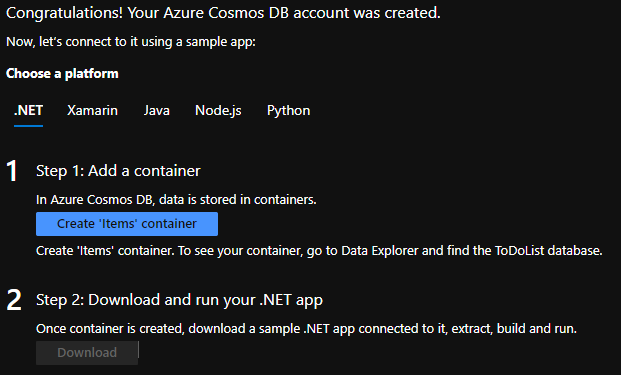 Congratulations! Your Azure Cosmos DB account was created.
Now, let's connect to it using a sample app:
Choose a platform
.NET Xamarin Java Node.js Python
1 Step 1: Add a container
In Azure Cosmos DB, data is stored in containers.
Create 'Items' container
Create 'Items' container. To see your container, go to Data Explorer and find the ToDoList database.
2 Step 2: Download and run your .NET app
Once container is created, download a sample .NET app connected to it, extract, build and run.
Download